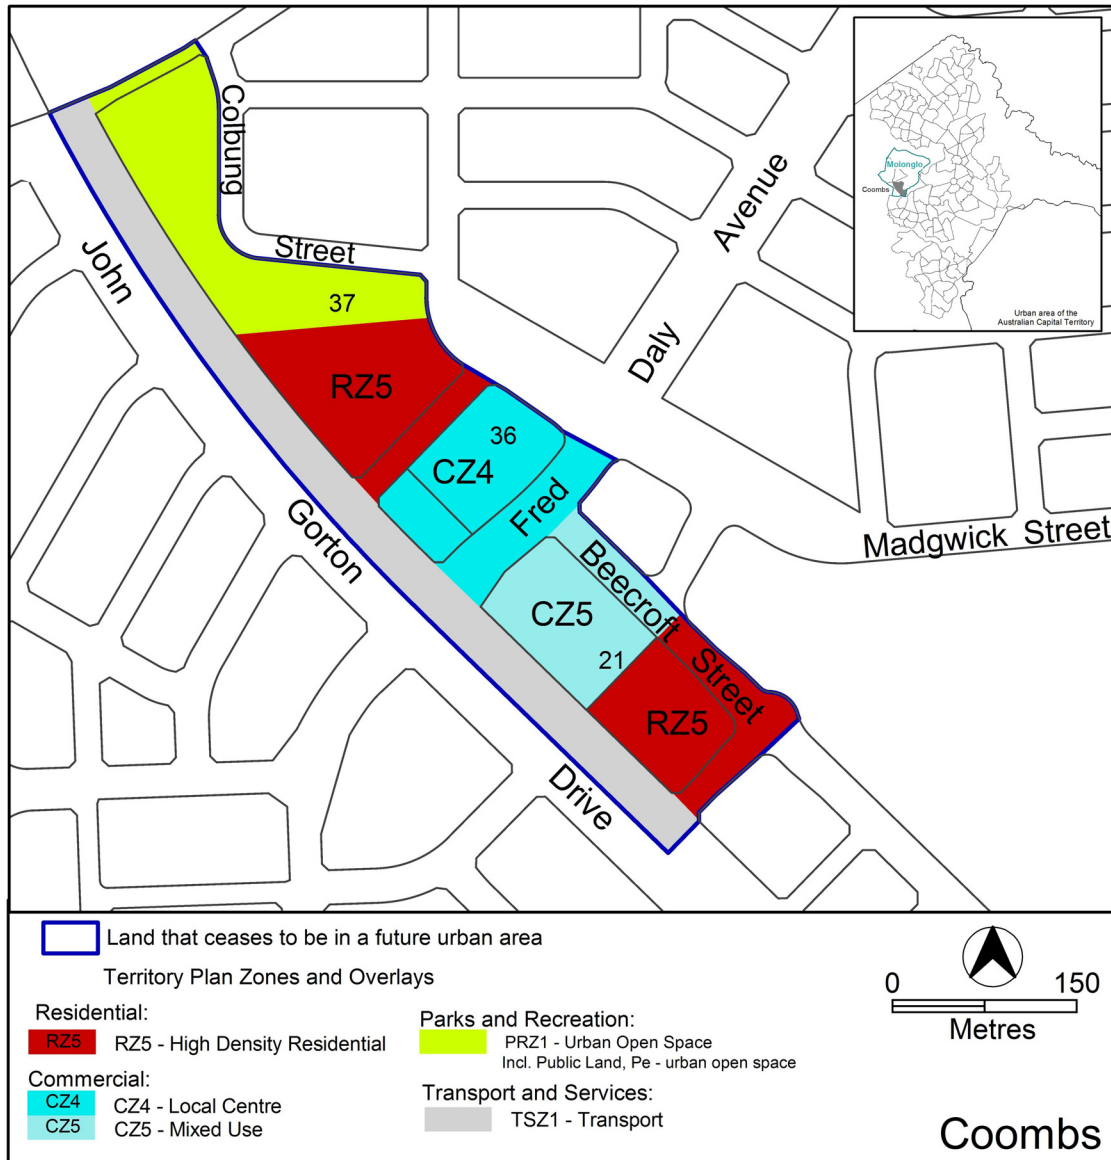 Colbung
Street
John
Gorton
Drive
Avenue
Daly
Madgwick Street
Fred
Beecroft Street
37
RZ5
36
CZ4
CZ5
21
RZ5
Molonglo
Coombs
Urban area of the
Australian Capital Territory
Land that ceases to be in a future urban area
Territory Plan Zones and Overlays
Residential:
RZ5 RZ5 - High Density Residential
Commercial:
CZ4 CZ4 - Local Centre
CZ5 CZ5 - Mixed Use
Parks and Recreation:
PRZ1 - Urban Open Space
Incl. Public Land, Pe - urban open space
Transport and Services:
TSZ1 - Transport
0 150
Metres
Coombs